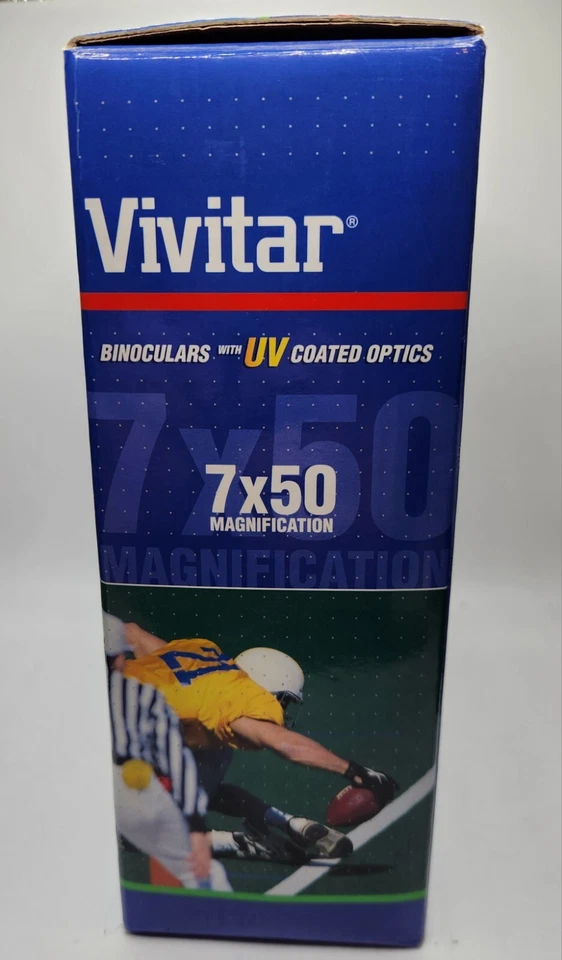 Vivitar®
BINOCULARS WITH UV COATED OPTICS
7x50
MAGNIFICATION
7x50
MAGNIFICATION